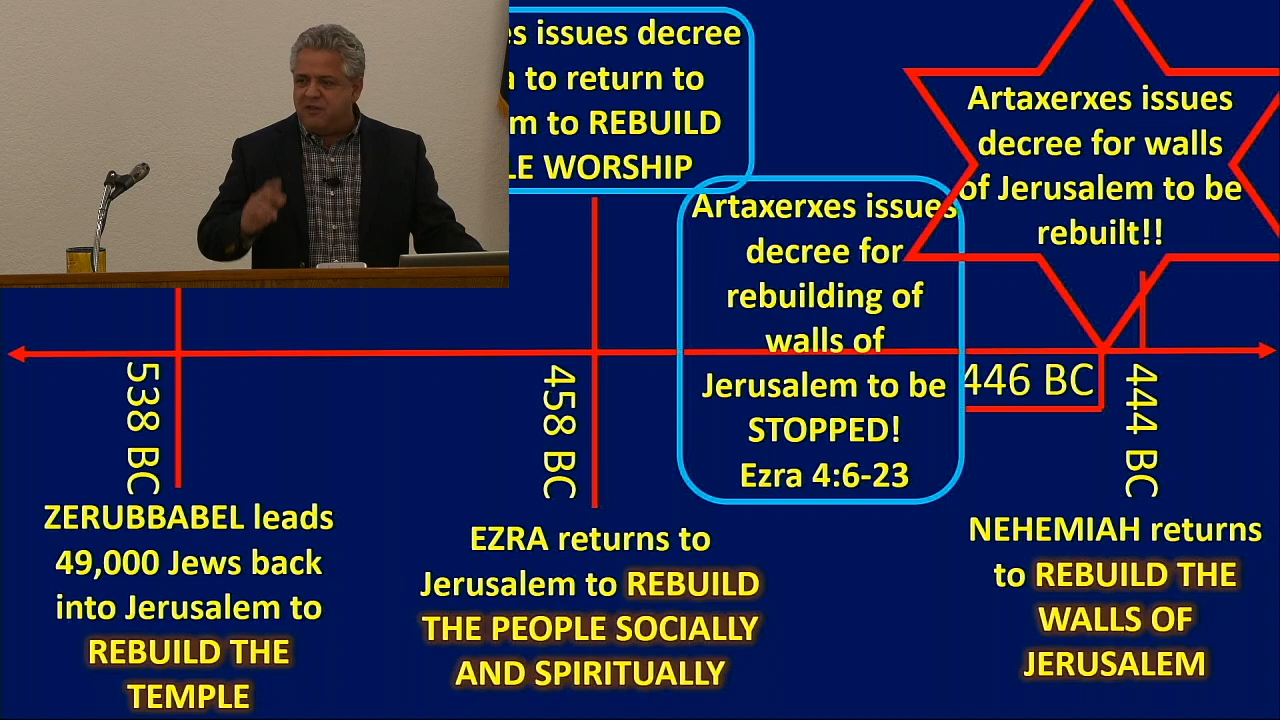 es issues decree
a to return to
m to REBUILD
LE WORSHIP
Artaxerxes issues
decree for walls
of Jerusalem to be
rebuilt!!
Artaxerxes issues
decree for
rebuilding of
walls of
Jerusalem to be
STOPPED!
Ezra 4:6-23
538 BC
458 BC
446 BC
444 BC
ZERUBBABEL leads
49,000 Jews back
into Jerusalem to
REBUILD THE
TEMPLE
EZRA returns to
Jerusalem to REBUILD
THE PEOPLE SOCIALLY
AND SPIRITUALLY
NEHEMIAH returns
to REBUILD THE
WALLS OF
JERUSALEM